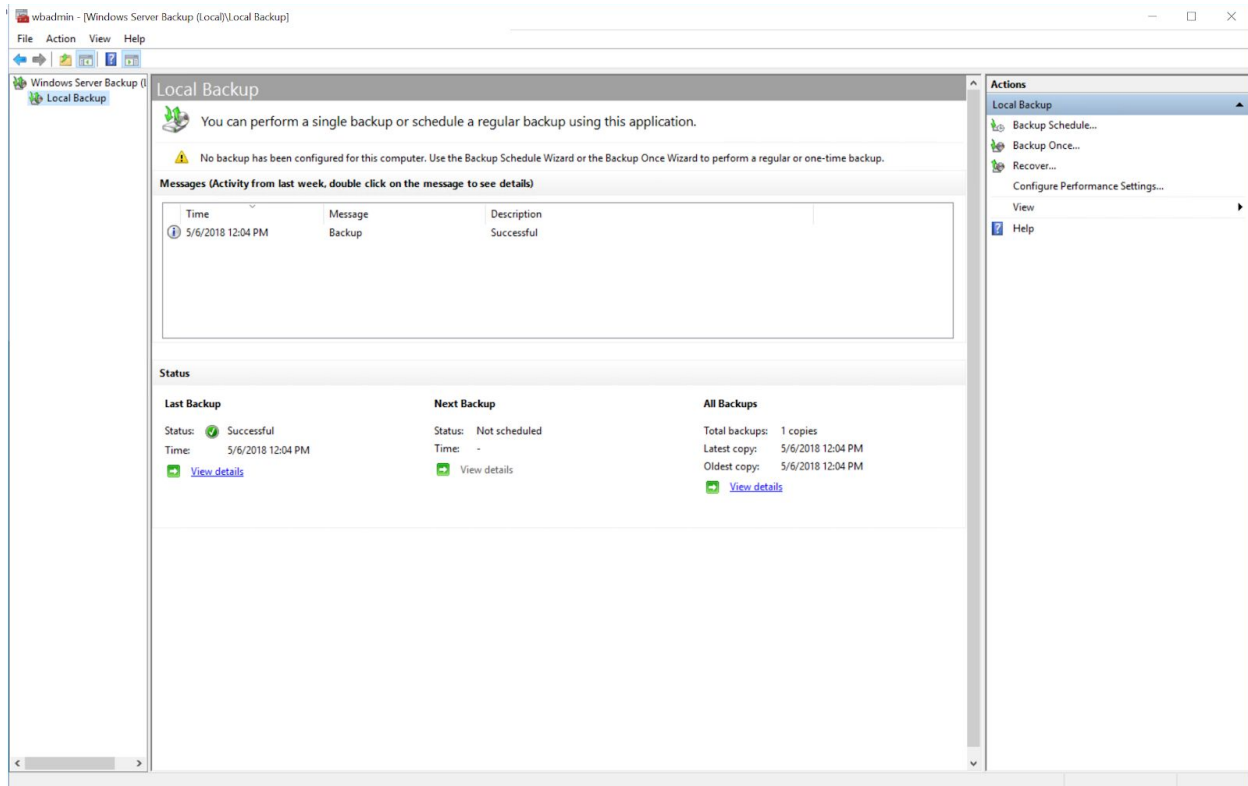 wbadmin - [Windows Server Backup (Local)\Local Backup]
File Action View Help
Windows Server Backup (l
Local Backup
Local Backup
You can perform a single backup or schedule a regular backup using this application.
No backup has been configured for this computer. Use the Backup Schedule Wizard or the Backup Once Wizard to perform a regular or one-time backup.
Messages (Activity from last week, double click on the message to see details)
Time Message Description
5/6/2018 12:04 PM Backup Successful
Status
Last Backup Next Backup All Backups
Status: Successful Status: Not scheduled Total backups: 1 copies
Time: 5/6/2018 12:04 PM Time: - Latest copy: 5/6/2018 12:04 PM
View details View details Oldest copy: 5/6/2018 12:04 PM
View details
Actions
Local Backup
Backup Schedule...
Backup Once...
Recover...
Configure Performance Settings...
View
Help